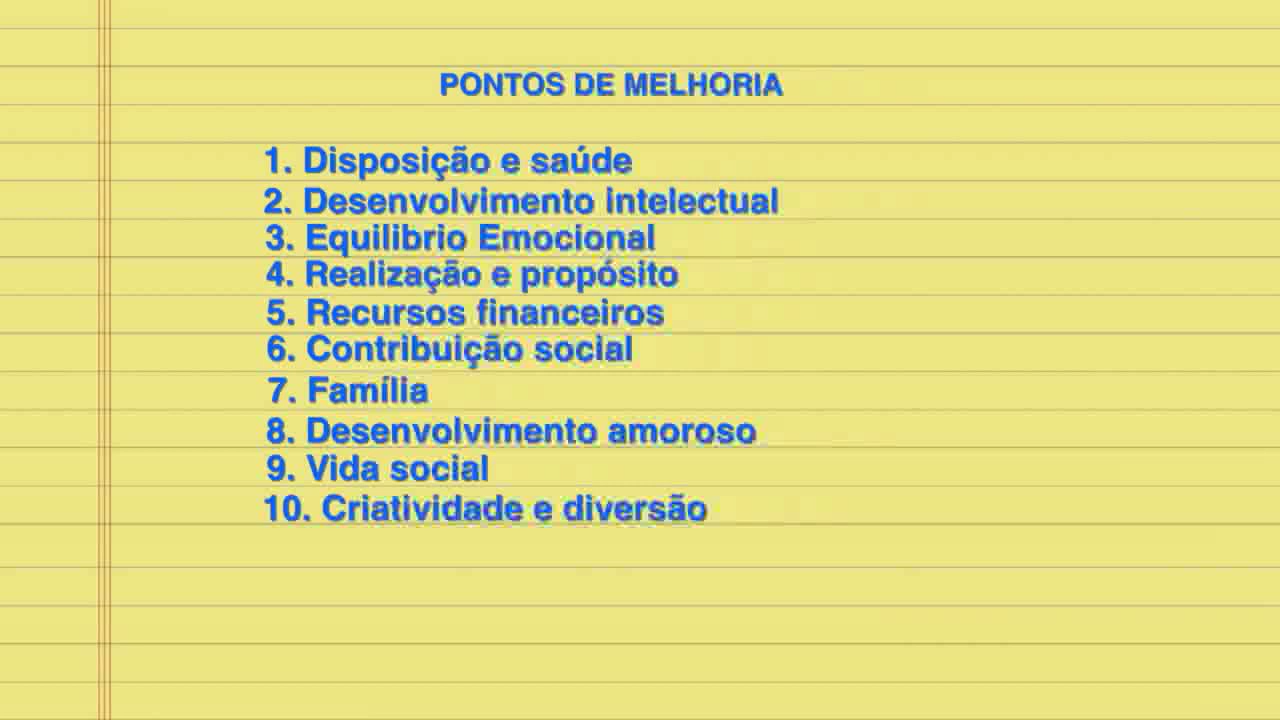 PONTOS DE MELHORIA
1. Disposição e saúde
2. Desenvolvimento intelectual
3. Equilibrio Emocional
4. Realização e propósito
5. Recursos financeiros
6. Contribuição social
7. Família
8. Desenvolvimento amoroso
9. Vida social
10. Criatividade e diversão